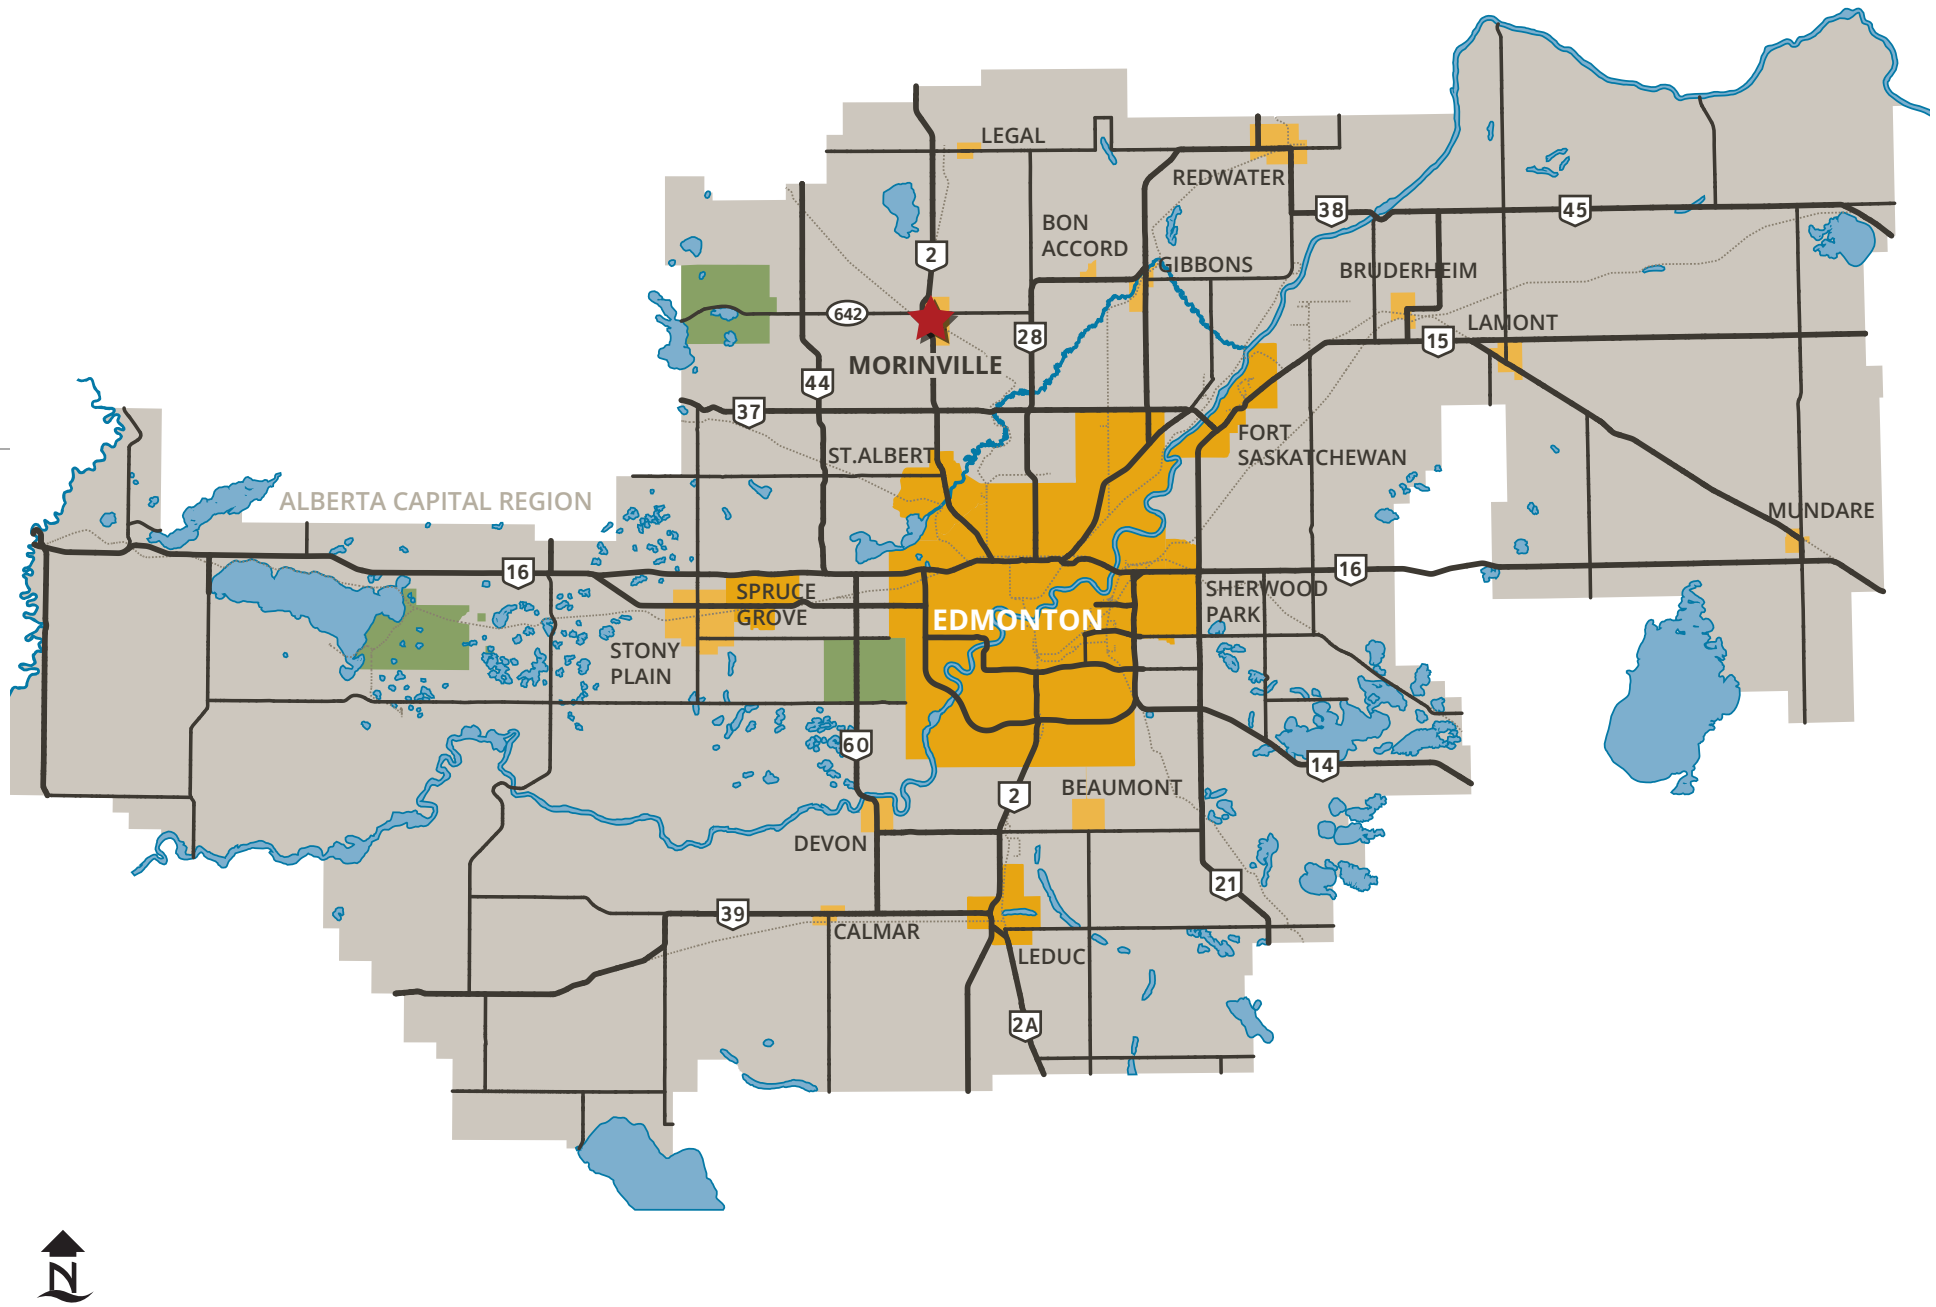 LEGAL
REDWATER
38
45
BON
ACCORD
2
GIBBONS
BRUDERHEIM
642
LAMONT
28
15
MORINVILLE
44
37
FORT
SASKATCHEWAN
ST.ALBERT
ALBERTA CAPITAL REGION
MUNDARE
16
16
SPRUCE
GROVE
SHERWOOD
PARK
EDMONTON
STONY
PLAIN
60
14
2
BEAUMONT
DEVON
21
39
CALMAR
LEDUC
2A
N